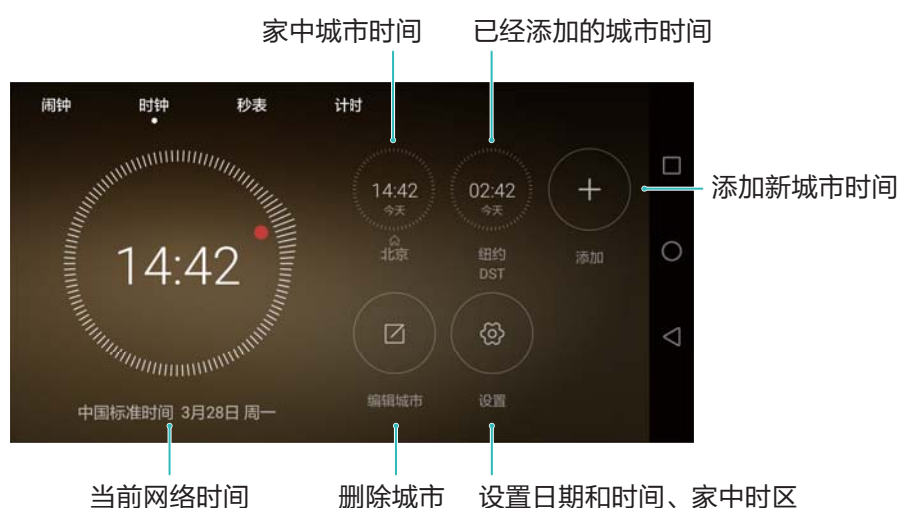 家中城市时间
已经添加的城市时间
闹钟
时钟
秒表
计时
14:42
今天
北京
02:42
今天
纽约
DST
添加
添加新城市时间
14:42
中国标准时间 3月28日 周一
编辑城市
设置
当前网络时间
删除城市
设置日期和时间、家中时区